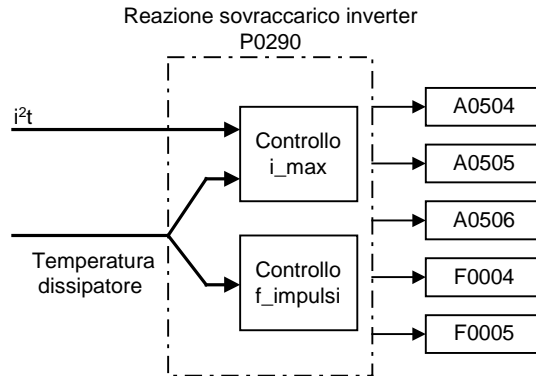 Reazione sovraccarico inverter
P0290
i²t
Controllo
i_max
Temperatura
dissipatore
Controllo
f_impulsi
A0504
A0505
A0506
F0004
F0005